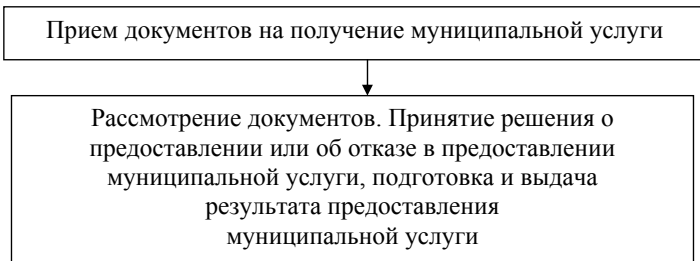 Прием документов на получение муниципальной услуги
Рассмотрение документов. Принятие решения о
предоставлении или об отказе в предоставлении
муниципальной услуги, подготовка и выдача
результата предоставления
муниципальной услуги